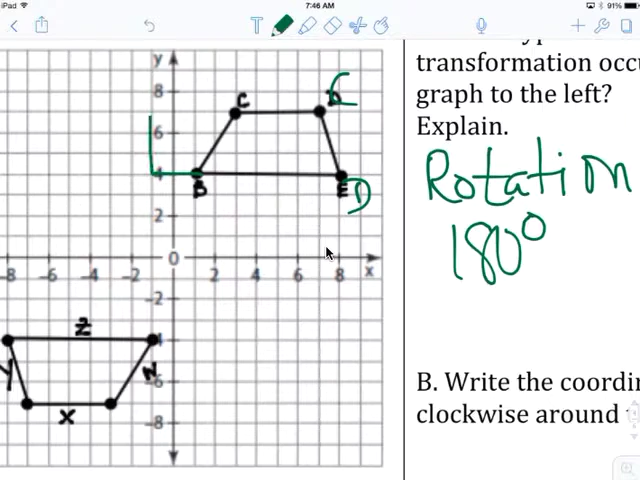 iPad
7:46 AM
91%
T
transformation occu
graph to the left?
Explain.
Rotation
180°
B. Write the coordin
clockwise around
y
8
6
4
2
0
-2
-4
-6
-8
-8 -6 -4 -2 2 4 6 8 x
C
D C
B
E D
Z
Y
X